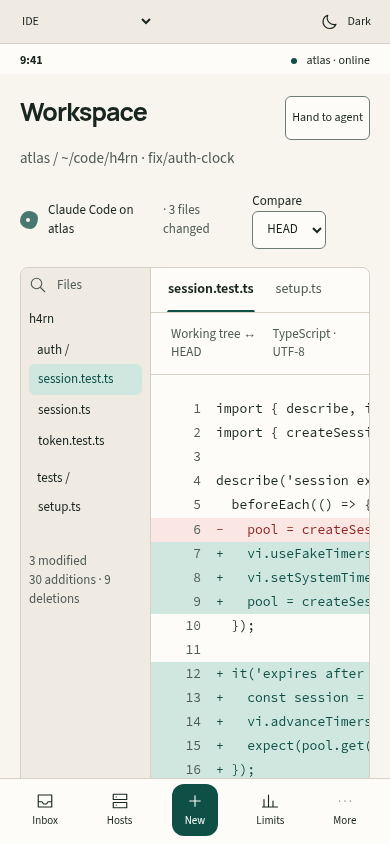 IDE
Dark
9:41
atlas · online
Workspace
Hand to agent
atlas / ~/code/h4rn · fix/auth-clock
Claude Code on atlas
· 3 files changed
Compare
HEAD
Files
h4rn
auth /
session.test.ts
session.ts
token.test.ts
tests /
setup.ts
3 modified
30 additions · 9 deletions
session.test.ts
setup.ts
Working tree ↔ HEAD
TypeScript · UTF-8
1 import { describe, i
2 import { createSessi
3
4 describe('session ex
5 beforeEach(() => {
6 - pool = createSes
7 + vi.useFakeTimers
8 + vi.setSystemTime
9 + pool = createSes
10 });
11
12 + it('expires after
13 + const session =
14 + vi.advanceTimers
15 + expect(pool.get(
16 + });
Inbox
Hosts
New
Limits
More